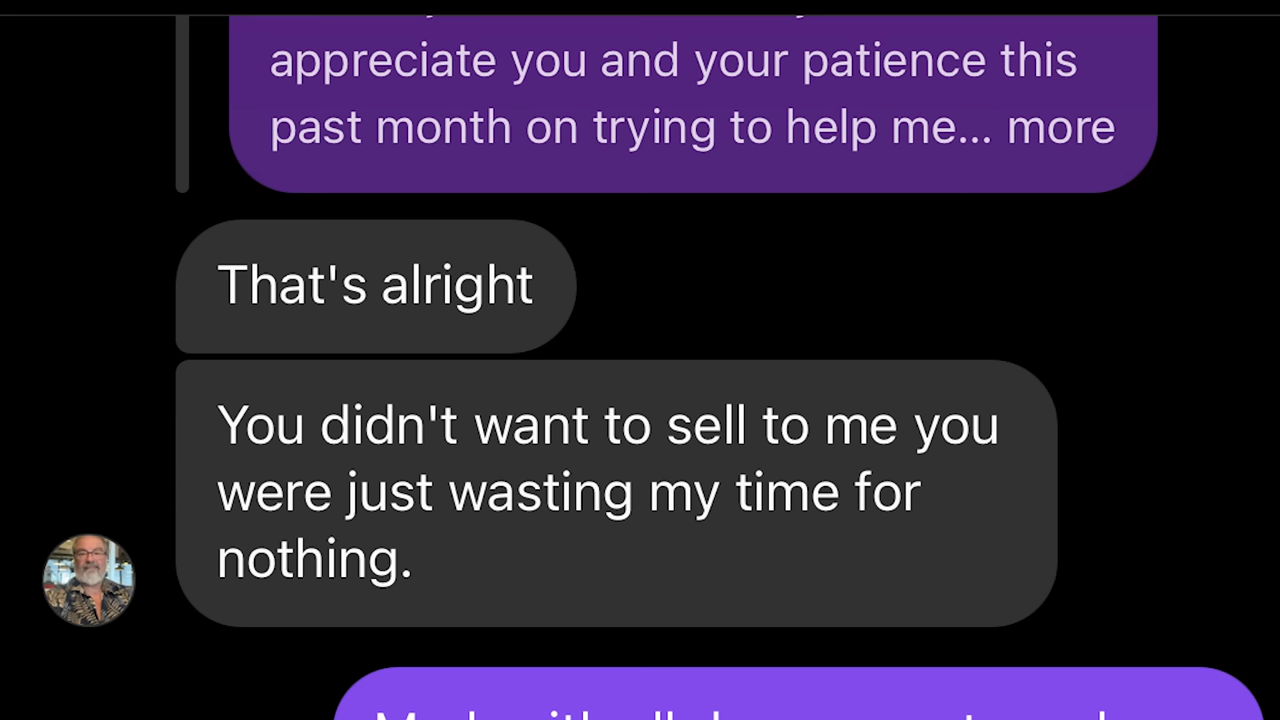 appreciate you and your patience this
past month on trying to help me... more
That's alright
You didn't want to sell to me you
were just wasting my time for
nothing.